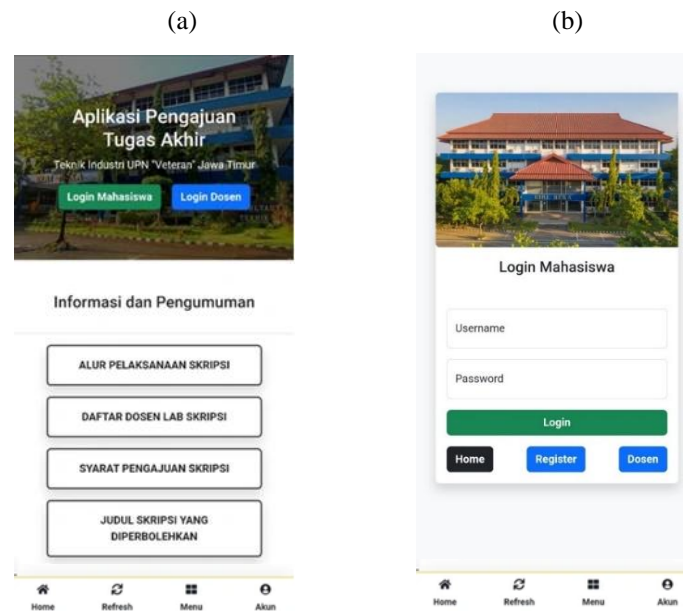 (a)
Aplikasi Pengajuan
Tugas Akhir
Teknik Industri UPN "Veteran" Jawa Timur
Login Mahasiswa
Login Dosen
Informasi dan Pengumuman
ALUR PELAKSANAAN SKRIPSI
DAFTAR DOSEN LAB SKRIPSI
SYARAT PENGAJUAN SKRIPSI
JUDUL SKRIPSI YANG
DIPERBOLEHKAN
Home Refresh Menu Akun
(b)
Login Mahasiswa
Username
Password
Login
Home Register Dosen
Home Refresh Menu Akun